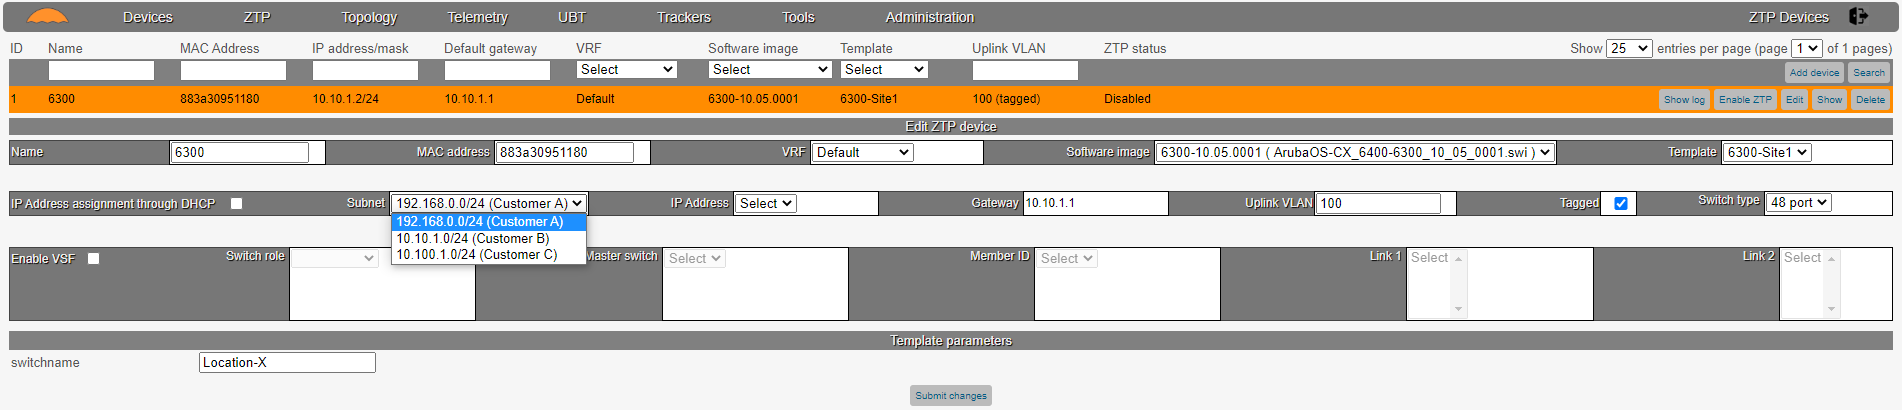 Devices ZTP Topology Telemetry UBT Trackers Tools Administration ZTP Devices
ID Name MAC Address IP address/mask Default gateway VRF Software image Template Uplink VLAN ZTP status Show 25 entries per page (page 1 of 1 pages)
Select Select Select Add device Search
1 6300 883a30951180 10.10.1.2/24 10.10.1.1 Default 6300-10.05.0001 6300-Site1 100 (tagged) Disabled Show log Enable ZTP Edit Show Delete
Edit ZTP device
Name 6300 MAC address 883a30951180 VRF Default Software image 6300-10.05.0001 ( ArubaOS-CX_6400-6300_10_05_0001.swi ) Template 6300-Site1
IP Address assignment through DHCP Subnet 192.168.0.0/24 (Customer A) IP Address Select Gateway 10.10.1.1 Uplink VLAN 100 Tagged Switch type 48 port
192.168.0.0/24 (Customer A)
10.10.1.0/24 (Customer B)
10.100.1.0/24 (Customer C)
Enable VSF Switch role Master switch Select Member ID Select Link 1 Select Link 2 Select
Template parameters
switchname Location-X
Submit changes